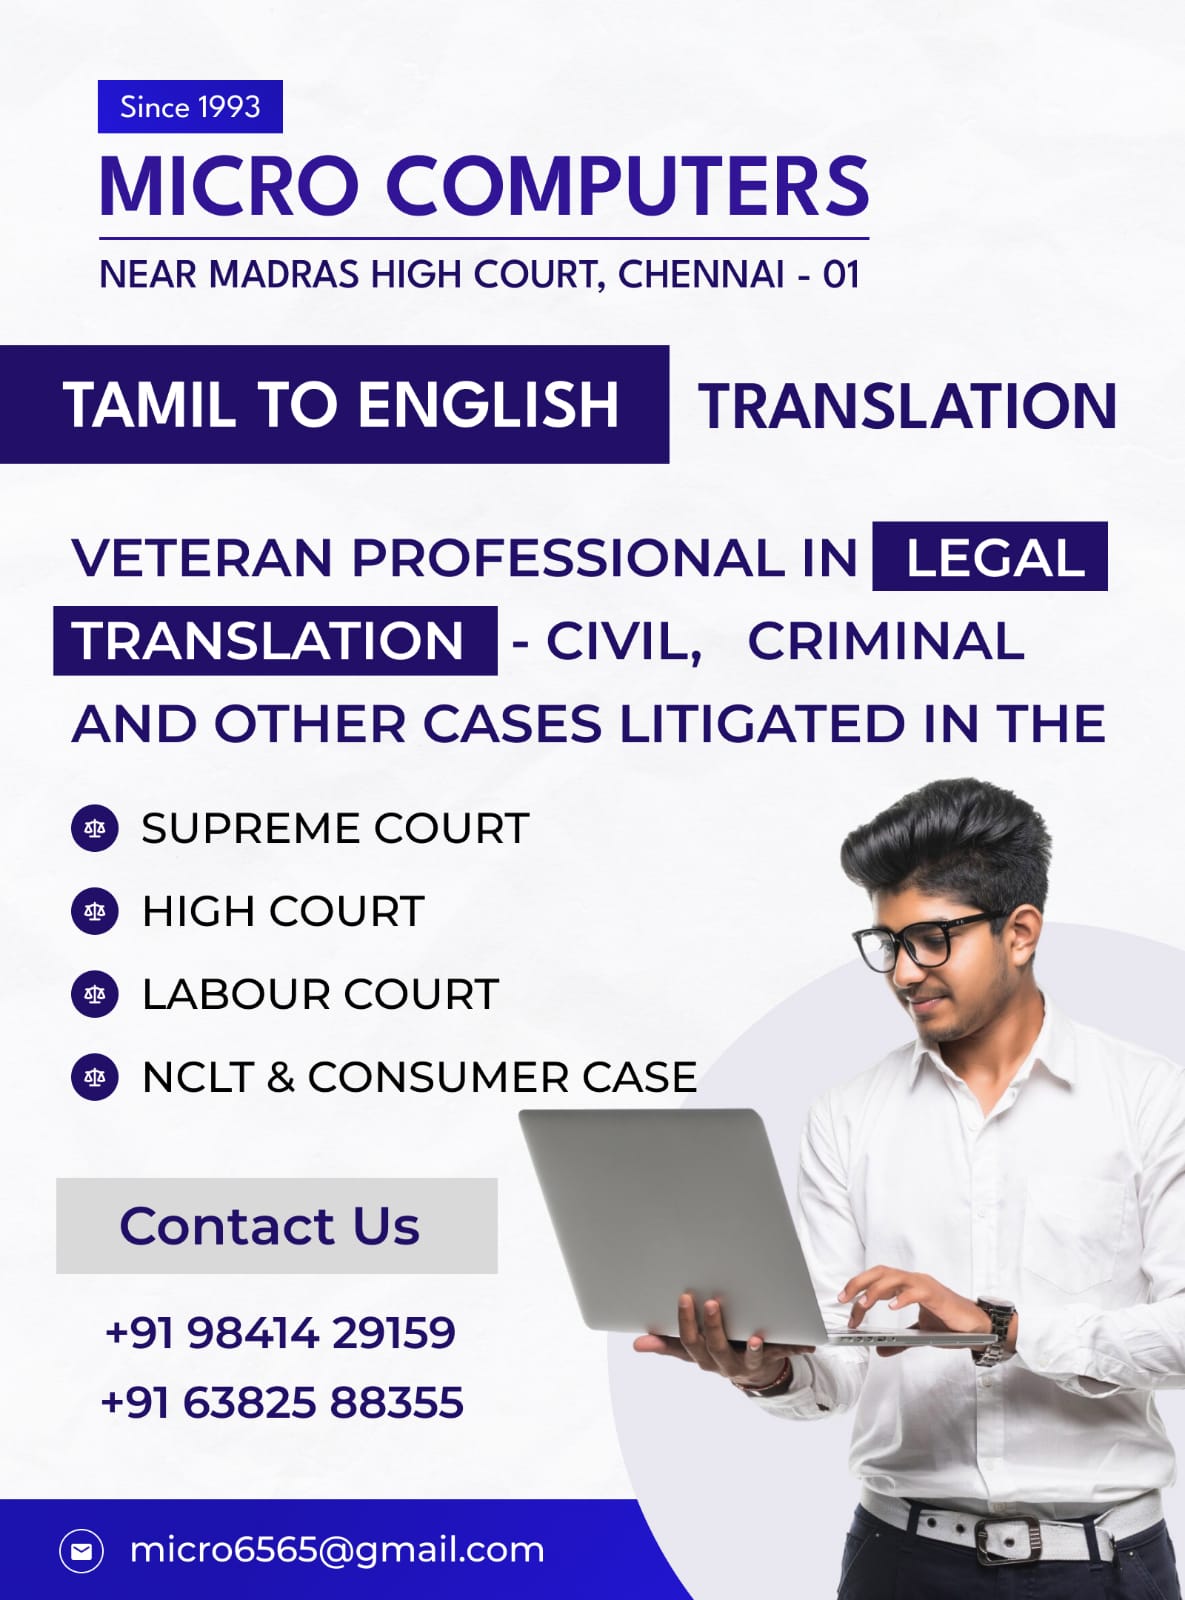 Since 1993
MICRO COMPUTERS
NEAR MADRAS HIGH COURT, CHENNAI - 01
TAMIL TO ENGLISH TRANSLATION
VETERAN PROFESSIONAL IN LEGAL
TRANSLATION - CIVIL, CRIMINAL
AND OTHER CASES LITIGATED IN THE
SUPREME COURT
HIGH COURT
LABOUR COURT
NCLT & CONSUMER CASE
Contact Us
+91 98414 29159
+91 63825 88355
micro6565@gmail.com